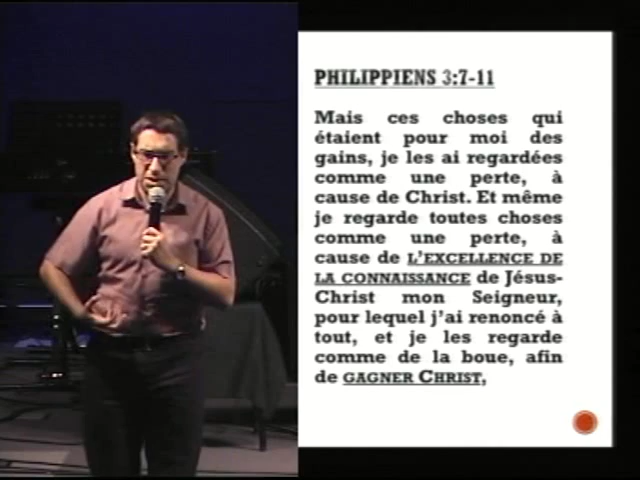 PHILIPPIENS 3:7-11
Mais ces choses qui
étaient pour moi des
gains, je les ai regardées
comme une perte, à
cause de Christ. Et même
je regarde toutes choses
comme une perte, à
cause de L'EXCELLENCE DE
LA CONNAISSANCE de Jésus-
Christ mon Seigneur,
pour lequel j'ai renoncé à
tout, et je les regarde
comme de la boue, afin
de GAGNER CHRIST,